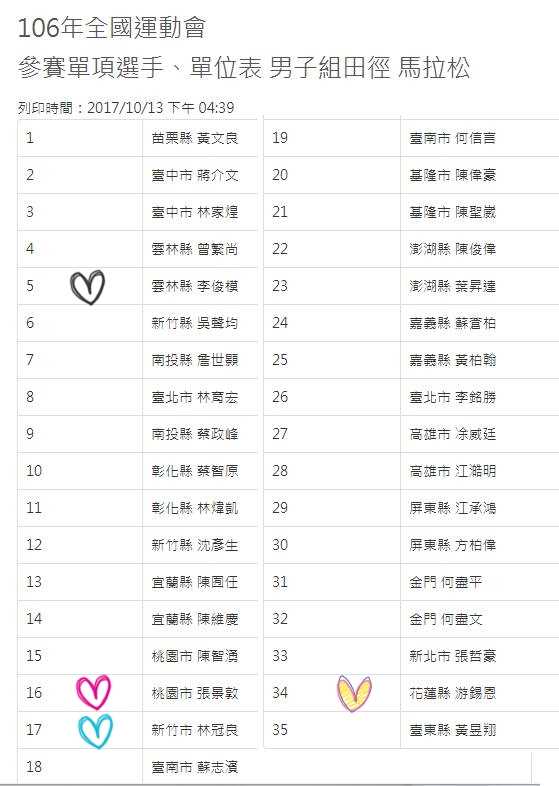 106年全國運動會
參賽單項選手、單位表 男子組田徑 馬拉松
列印時間：2017/10/13 下午 04:39
1 苗栗縣 黃文良
2 臺中市 蔣介文
3 臺中市 林家煌
4 雲林縣 曾繁尚
5 雲林縣 李俊模
6 新竹縣 吳聲均
7 南投縣 詹世顥
8 臺北市 林育宏
9 南投縣 蔡政峰
10 彰化縣 蔡智原
11 彰化縣 林煒凱
12 新竹縣 沈彥生
13 宜蘭縣 陳囿任
14 宜蘭縣 陳維慶
15 桃園市 陳智湧
16 桃園市 張景敦
17 新竹市 林冠良
18 臺南市 蘇志濱
19 臺南市 何信言
20 基隆市 陳偉豪
21 基隆市 陳聖崴
22 澎湖縣 陳俊偉
23 澎湖縣 葉昇達
24 嘉義縣
25 嘉義縣 黃柏翰
26 臺北市 李銘勝
27 高雄市 涂威廷
28 高雄市 江澔明
29 屏東縣 江承鴻
30 屏東縣 方柏偉
31 金門 何盡平
32 金門 何盡文
33 新北市 張哲豪
34 花蓮縣 游錫恩
35 臺東縣 黃昱翔